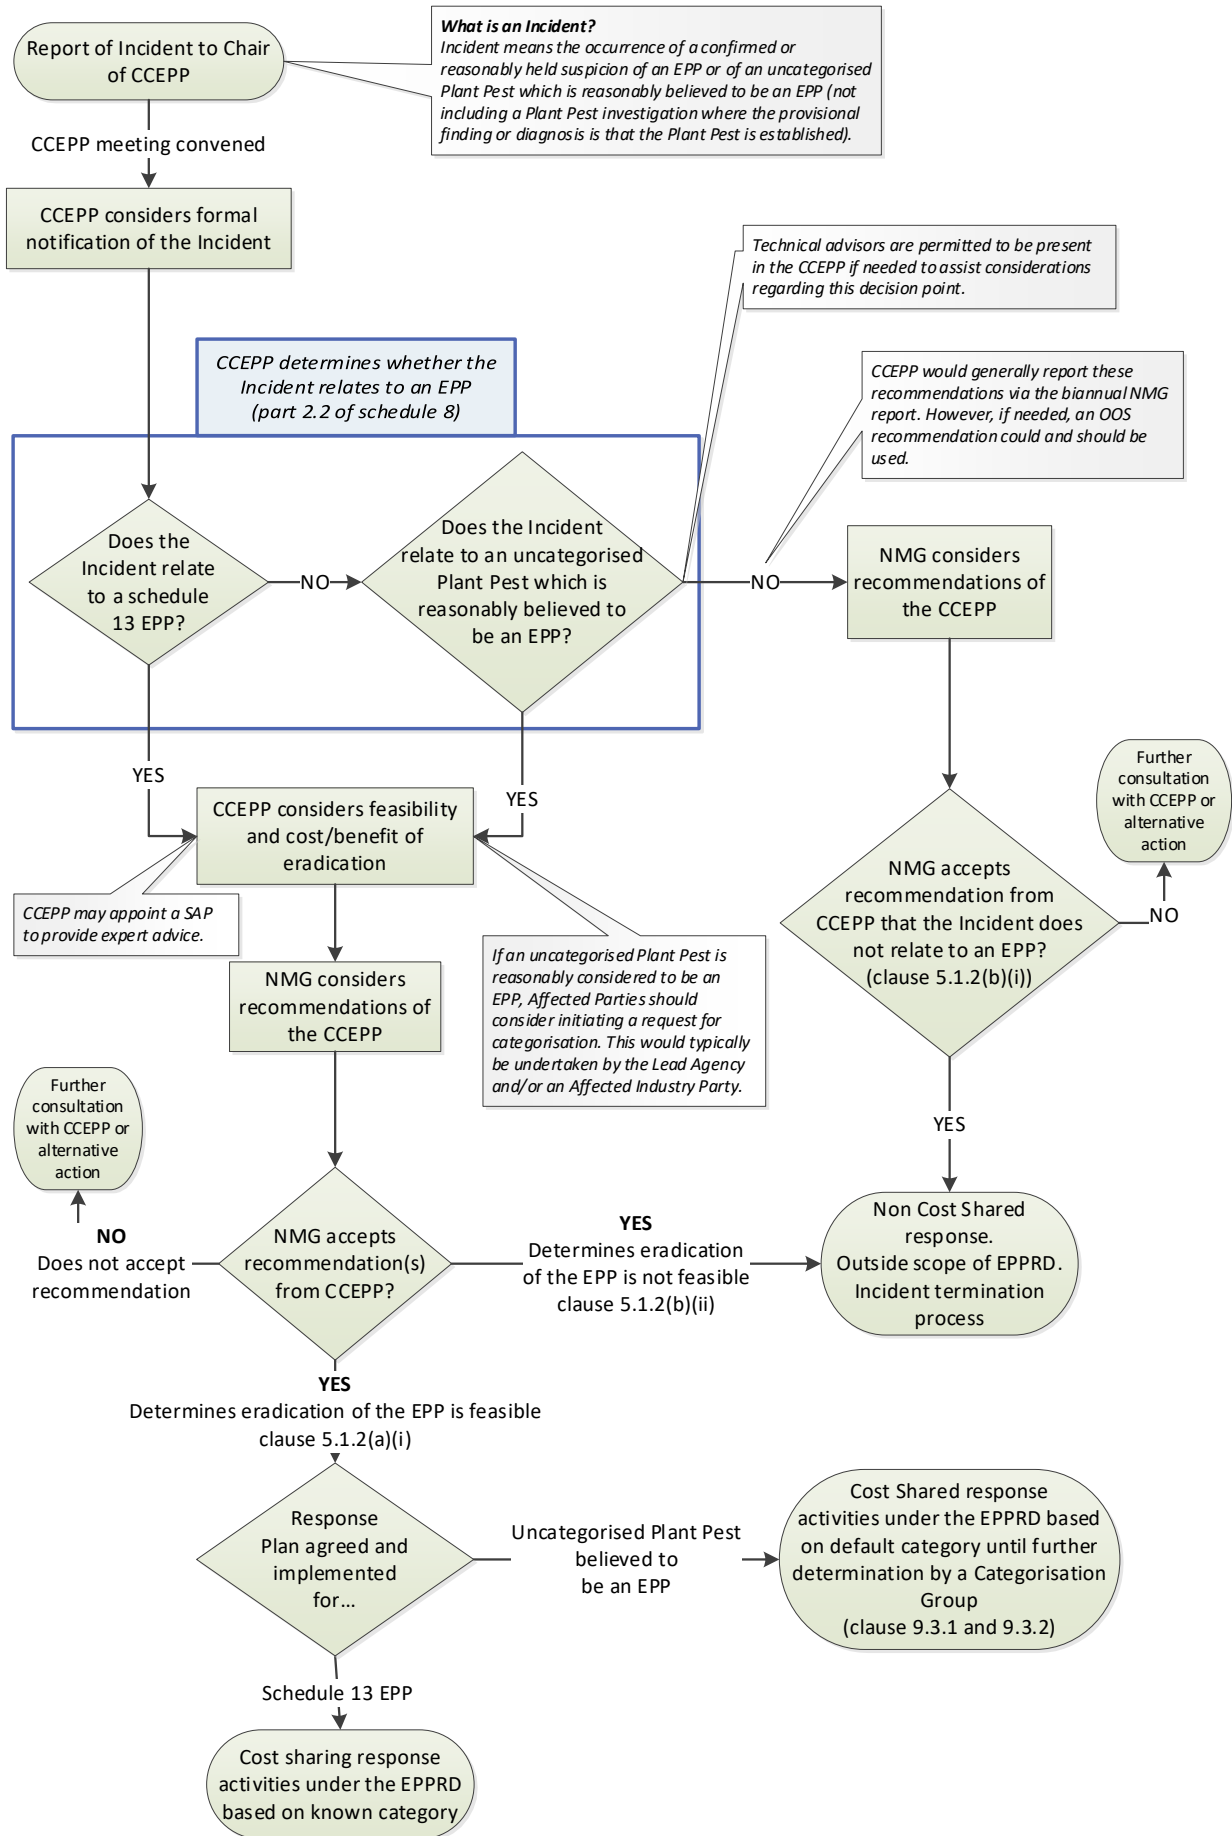 Report of Incident to Chair
of CCEPP
What is an Incident?
Incident means the occurrence of a confirmed or
reasonably held suspicion of an EPP or of an uncategorised
Plant Pest which is reasonably believed to be an EPP (not
including a Plant Pest investigation where the provisional
finding or diagnosis is that the Plant Pest is established).
CCEPP meeting convened
CCEPP considers formal
notification of the Incident
Technical advisors are permitted to be present
in the CCEPP if needed to assist considerations
regarding this decision point.
CCEPP determines whether the
Incident relates to an EPP
(part 2.2 of schedule 8)
CCEPP would generally report these
recommendations via the biannual NMG
report. However, if needed, an OOS
recommendation could and should be
used.
Does the
Incident relate
to a schedule
13 EPP?
NO
Does the Incident
relate to an uncategorised
Plant Pest which is
reasonably believed to
be an EPP?
NO
NMG considers
recommendations
of the CCEPP
YES
YES
CCEPP considers feasibility
and cost/benefit of
eradication
Further
consultation
with CCEPP or
alternative
action
NO
NMG accepts
recommendation from
CCEPP that the Incident does
not relate to an EPP?
(clause 5.1.2(b)(i))
CCEPP may appoint a SAP
to provide expert advice.
If an uncategorised Plant Pest is
reasonably considered to be an
EPP, Affected Parties should
consider initiating a request for
categorisation. This would typically
be undertaken by the Lead Agency
and/or an Affected Industry Party.
NMG considers
recommendations of
the CCEPP
YES
Further
consultation
with CCEPP or
alternative
action
NO
Does not accept
recommendation
NMG accepts
recommendation(s)
from CCEPP?
YES
Determines eradication
of the EPP is not feasible
clause 5.1.2(b)(ii)
Non Cost Shared
response.
Outside scope of EPPRD.
Incident termination
process
YES
Determines eradication of the EPP is feasible
clause 5.1.2(a)(i)
Response
Plan agreed and
implemented
for...
Uncategorised Plant Pest
believed to
be an EPP
Cost Shared response
activities under the EPPRD based
on default category until further
determination by a Categorisation
Group
(clause 9.3.1 and 9.3.2)
Schedule 13 EPP
Cost sharing response
activities under the EPPRD
based on known category